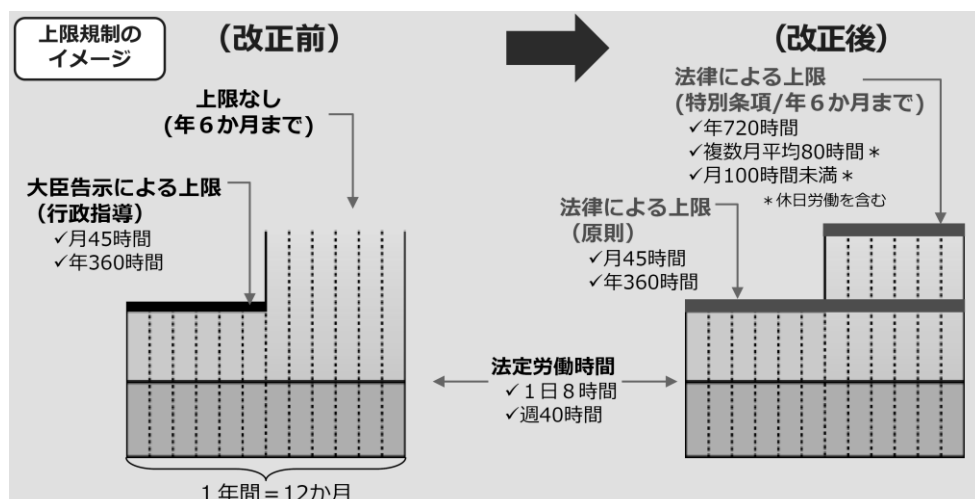 上限規制の
イメージ
(改正前)
上限なし
(年６か月まで)
大臣告示による上限
(行政指導)
✓月45時間
✓年360時間
１年間＝12か月
法定労働時間
✓１日８時間
✓週40時間
(改正後)
法律による上限
(特別条項/年６か月まで)
✓年720時間
✓複数月平均80時間＊
✓月100時間未満＊
＊休日労働を含む
法律による上限
(原則)
✓月45時間
✓年360時間